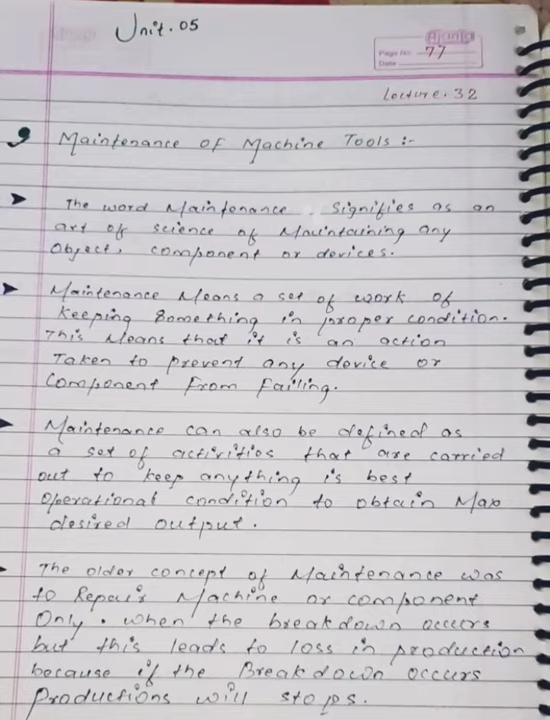 Unit. 05
Ajanta
Page No. 77
Date
Lecture. 32
Maintenance of Machine Tools :-
The word Maintenance Signifies as an
art of science of Maintaining any
Object, component or devices.
Maintenance Means a set of work of
keeping Something in proper condition.
This Means that it is an action
Taken to prevent any device or
Component From Failing.
Maintenance can also be defined as
a set of activities that are carried
out to keep anything is best
Operational condition to obtain Max
desired output.
The older concept of Maintenance was
to Repair Machine or component
Only. when the breakdown occurs
but this leads to loss in production
because if the Breakdown occurs
Productions will stops.